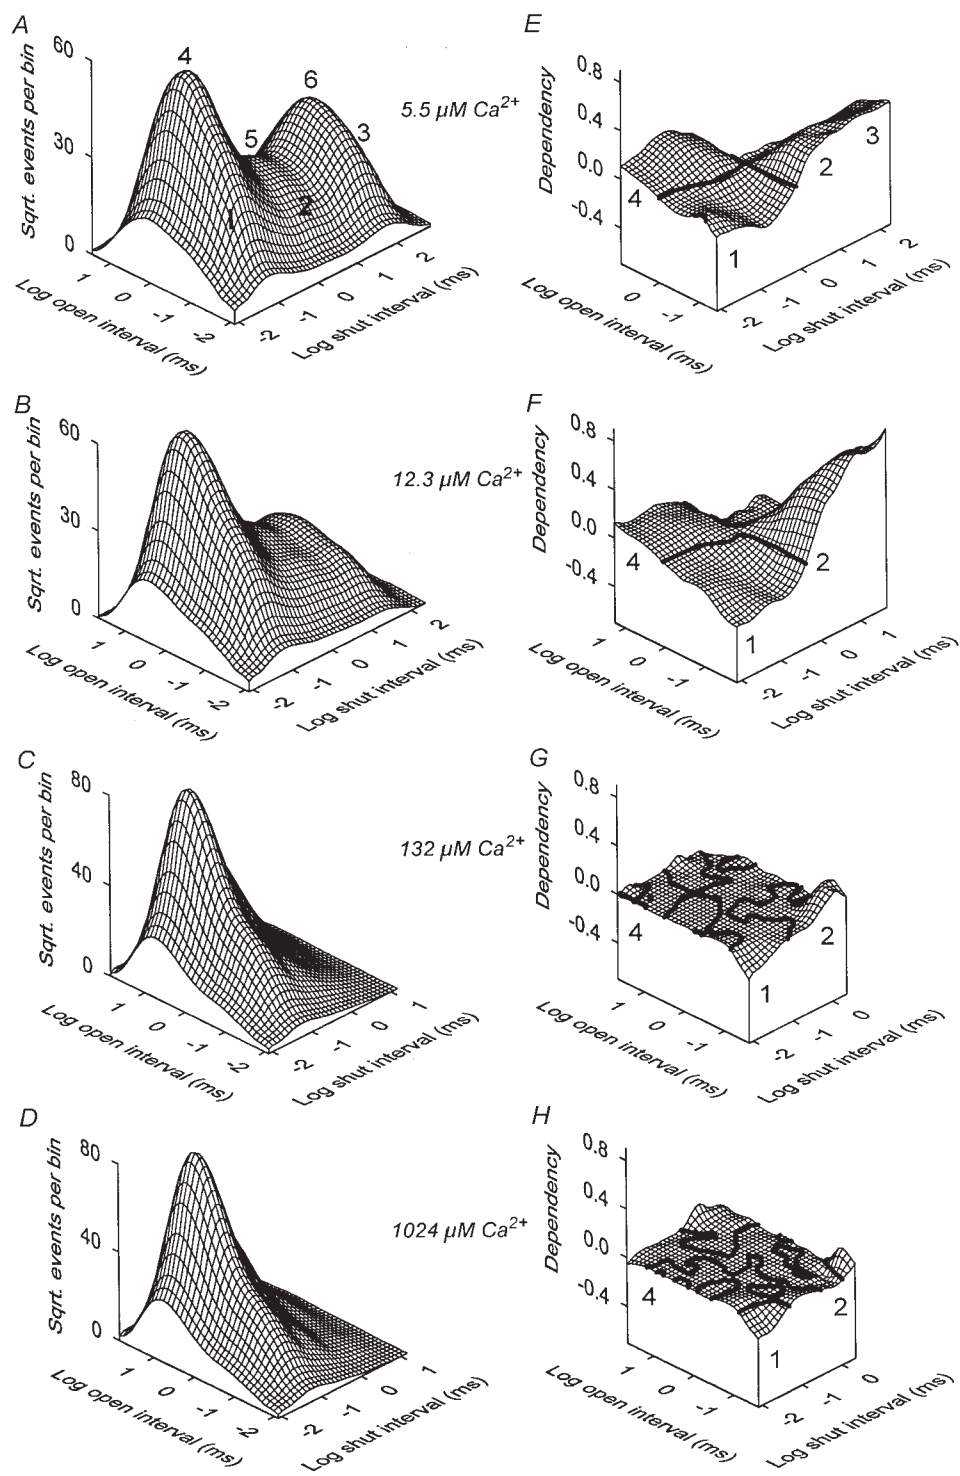 A
E
60
30
0
Sqrt. events per bin
4
6
5
3
1
2
5.5 µM Ca2+
1
0
-1
-2
Log open interval (ms)
-2
-1
0
1
2
Log shut interval (ms)
0.8
0.4
0.0
-0.4
Dependency
4
1
2
3
0
-1
Log open interval (ms)
-2
-1
0
1
2
Log shut interval (ms)
B
F
60
30
0
Sqrt. events per bin
12.3 µM Ca2+
1
0
-1
-2
Log open interval (ms)
-2
-1
0
1
2
Log shut interval (ms)
0.8
0.4
0.0
-0.4
Dependency
4
1
2
1
0
-1
Log open interval (ms)
-2
-1
0
1
Log shut interval (ms)
C
G
80
40
0
Sqrt. events per bin
132 µM Ca2+
1
0
-1
-2
Log open interval (ms)
-2
-1
0
1
Log shut interval (ms)
0.8
0.4
0.0
-0.4
Dependency
4
1
2
1
0
-1
Log open interval (ms)
-2
-1
0
Log shut interval (ms)
D
H
80
40
0
Sqrt. events per bin
1024 µM Ca2+
1
0
-1
-2
Log open interval (ms)
-2
-1
0
1
Log shut interval (ms)
0.8
0.4
0.0
-0.4
Dependency
4
1
2
1
0
-1
Log open interval (ms)
-2
-1
0
Log shut interval (ms)